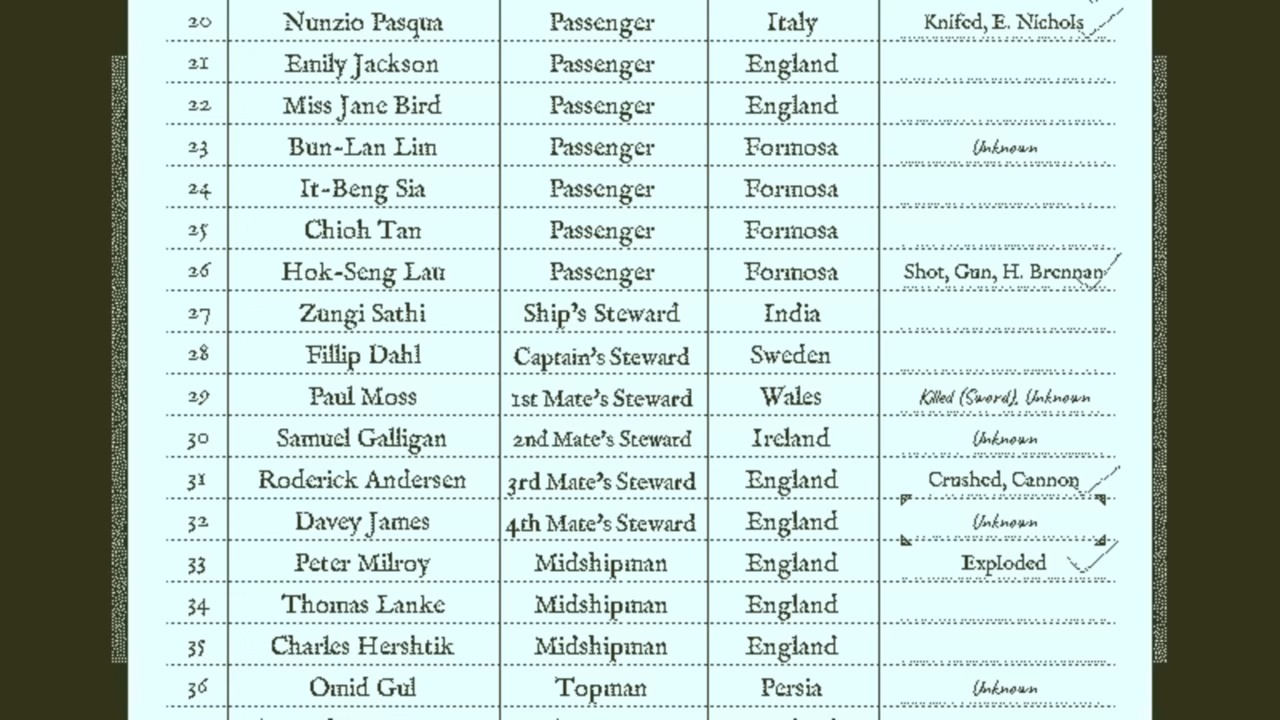 20 Nunzio Pasqua Passenger Italy Knifed, E. Nichols
21 Emily Jackson Passenger England
22 Miss Jane Bird Passenger England
23 Bun-Lan Lim Passenger Formosa Unknown
24 It-Beng Sia Passenger Formosa
25 Chioh Tan Passenger Formosa
26 Hok-Seng Lau Passenger Formosa Shot, Gun, H. Brennan
27 Zungi Sathi Ship's Steward India
28 Fillip Dahl Captain's Steward Sweden
29 Paul Moss 1st Mate's Steward Wales Killed (Sword), Unknown
30 Samuel Galligan 2nd Mate's Steward Ireland Unknown
31 Roderick Andersen 3rd Mate's Steward England Crushed, Cannon
32 Davey James 4th Mate's Steward England Unknown
33 Peter Milroy Midshipman England Exploded
34 Thomas Lanke Midshipman England
35 Charles Hershtik Midshipman England
36 Omid Gul Topman Persia Unknown